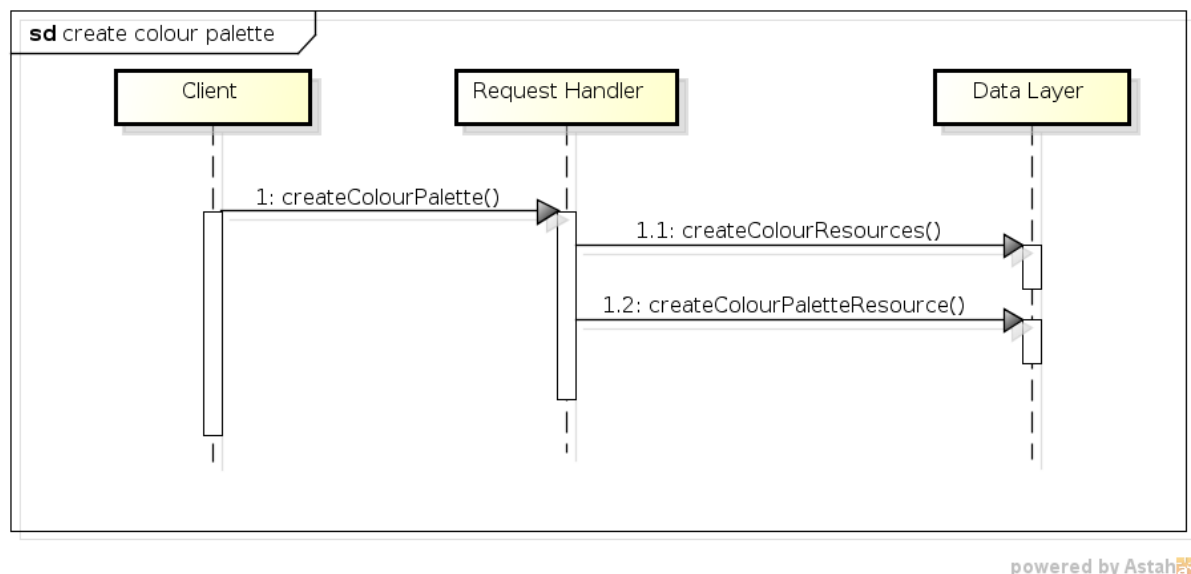 sd create colour palette
Client
Request Handler
Data Layer
1: createColourPalette()
1.1: createColourResources()
1.2: createColourPaletteResource()
powered by Astah